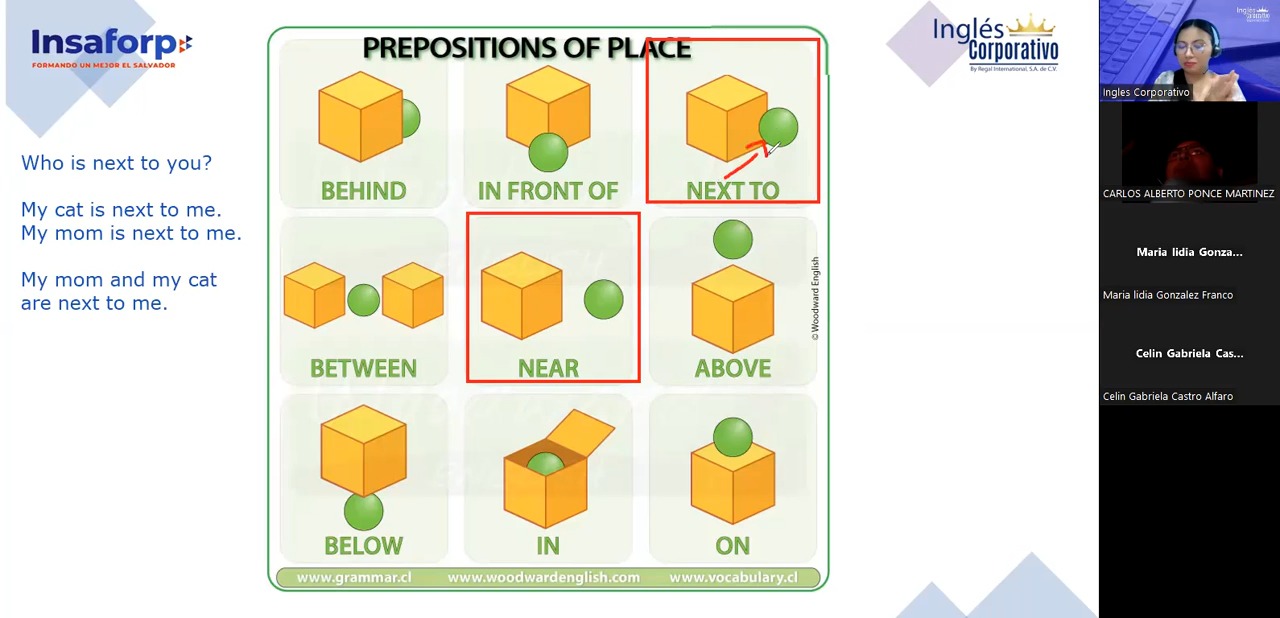 Insaforp
FORMANDO UN MEJOR EL SALVADOR
Who is next to you?
My cat is next to me.
My mom is next to me.
My mom and my cat
are next to me.
PREPOSITIONS OF PLACE
BEHIND
IN FRONT OF
NEXT TO
BETWEEN
NEAR
ABOVE
BELOW
IN
ON
© Woodward English
www.grammar.cl
www.woodwardenglish.com
www.vocabulary.cl
Inglés
Corporativo
By Regal International, S.A. de C.V.
Inglés
Corporativo
Ingles Corporativo
CARLOS ALBERTO PONCE MARTINEZ
Maria lidia Gonza...
Maria lidia Gonzalez Franco
Celin Gabriela Cas...
Celin Gabriela Castro Alfaro